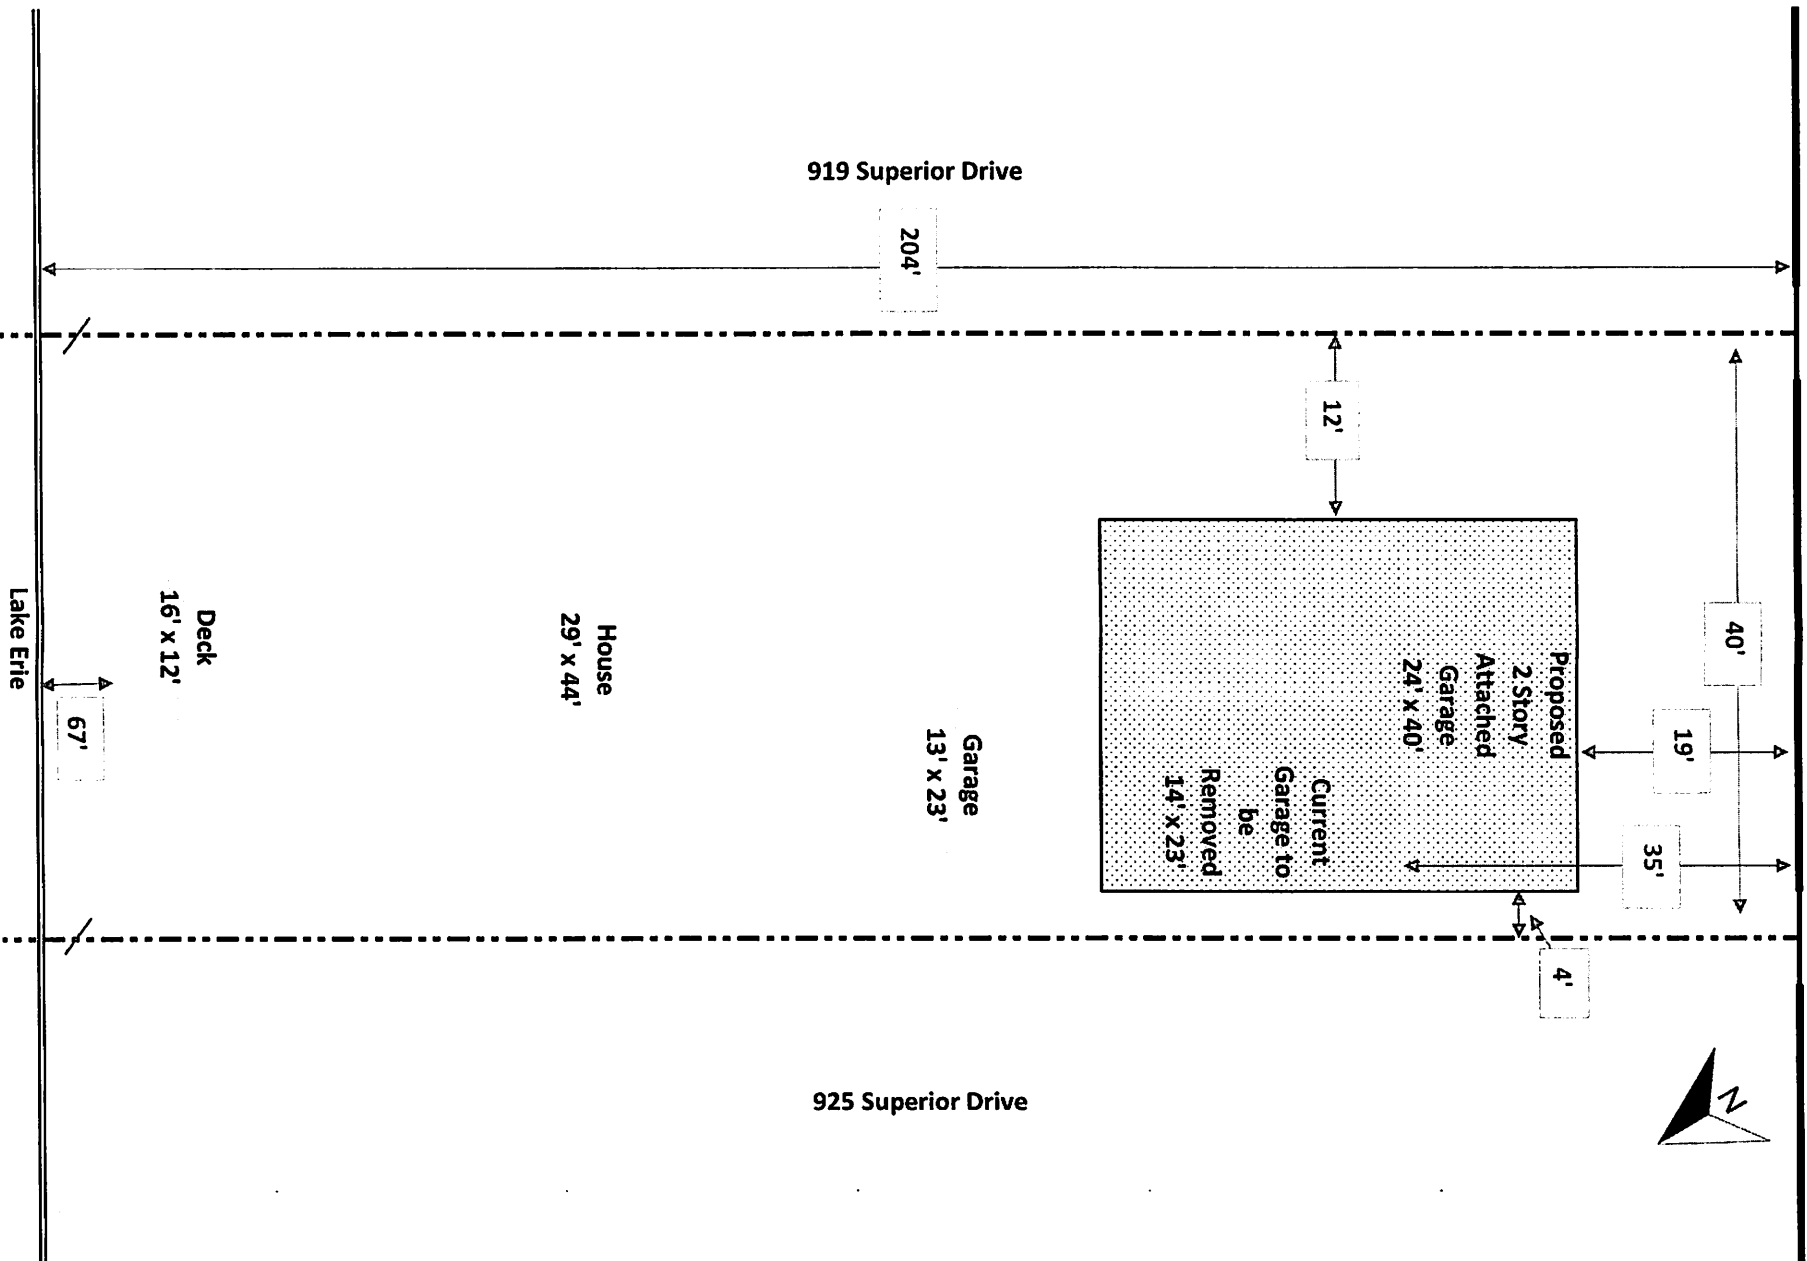 919 Superior Drive
204'
12'
40'
19'
35'
4'
Proposed
2 Story
Attached
Garage
24' x 40'
Current
Garage to
be
Removed
14' x 23'
Garage
13' x 23'
House
29' x 44'
Deck
16' x 12'
67'
Lake Erie
925 Superior Drive
N